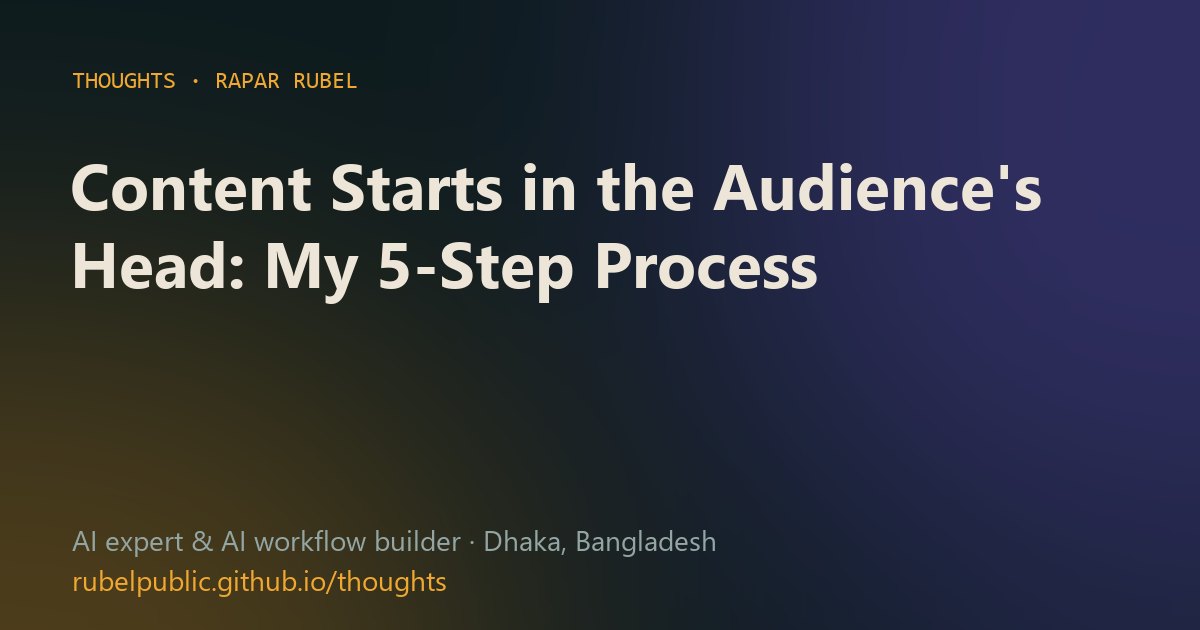 THOUGHTS · RAPAR RUBEL
Content Starts in the Audience's
Head: My 5-Step Process
AI expert & AI workflow builder · Dhaka, Bangladesh
rubelpublic.github.io/thoughts